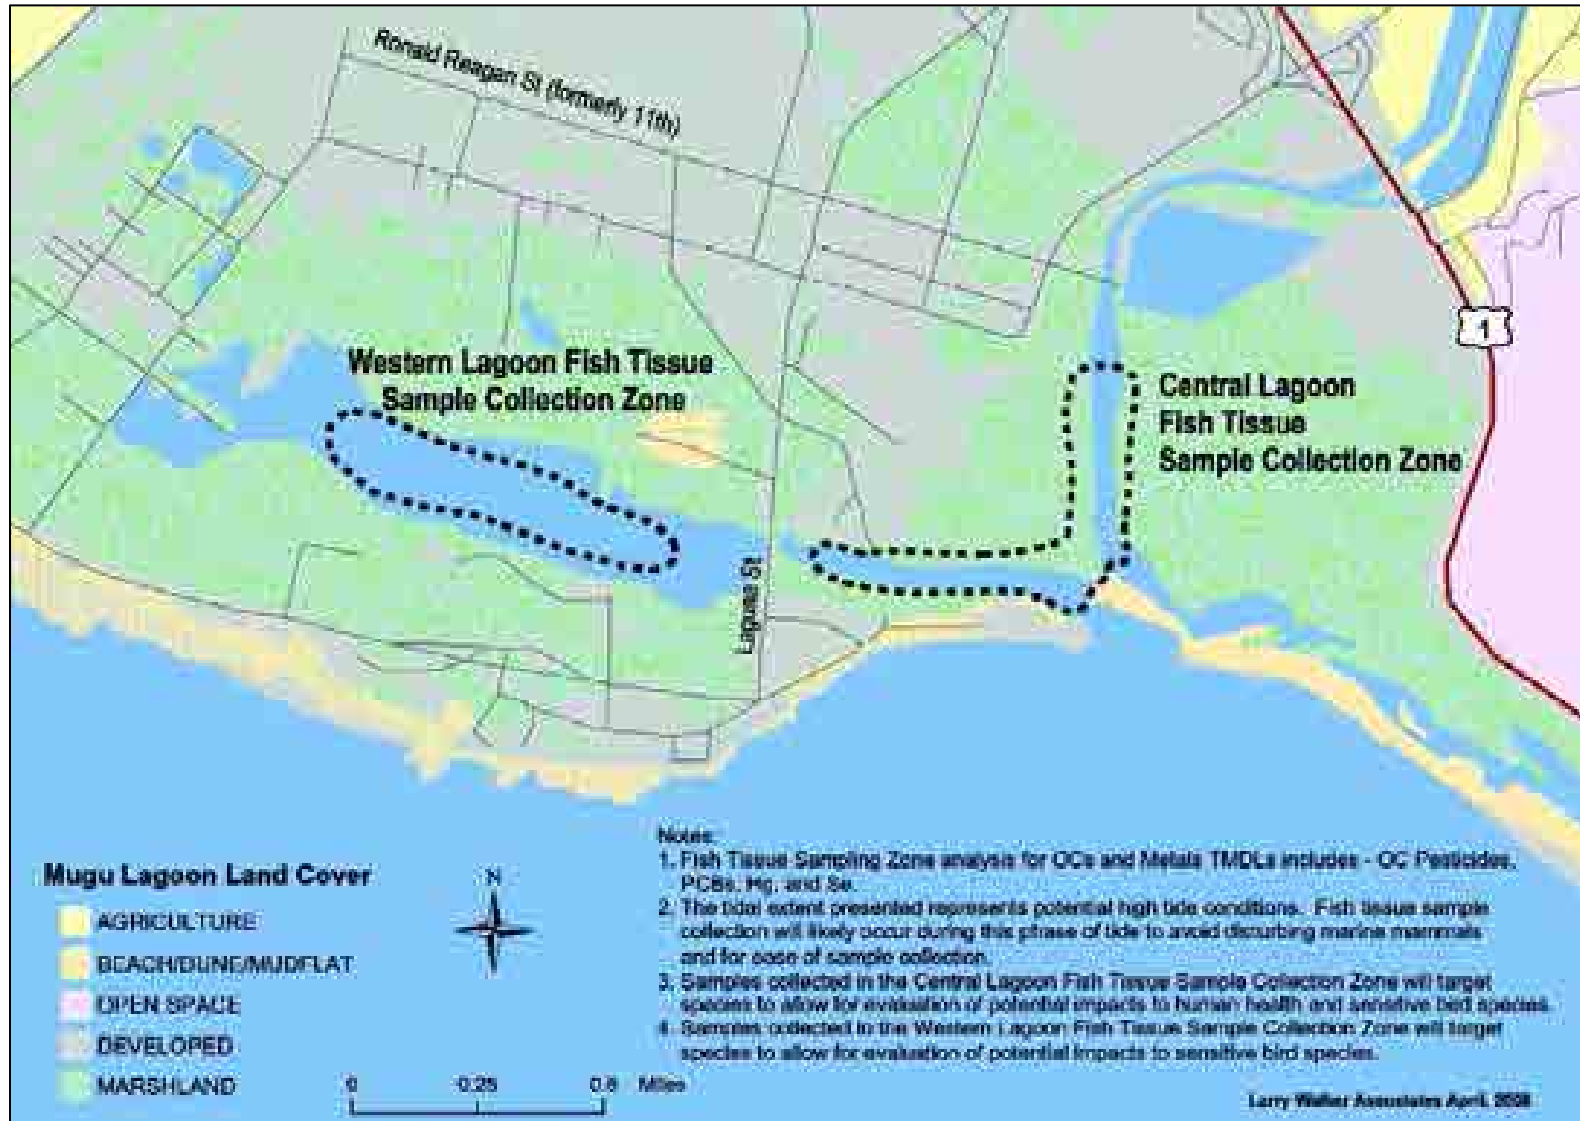 Ronald Reagan St (formerly 11th)
1
Western Lagoon Fish Tissue
Sample Collection Zone
Central Lagoon
Fish Tissue
Sample Collection Zone
Laguna St
Mugu Lagoon Land Cover
AGRICULTURE
BEACH/DUNE/MUDFLAT
OPEN SPACE
DEVELOPED
MARSHLAND
N
0 0.25 Miles
Notes:
1. Fish Tissue Sampling Zone analysis for OCs and Metals TMDLs includes - OC Pesticides,
PCBs, Hg, and Se.
2. The tidal extent presented represents potential high tide conditions. Fish tissue sample
collection will likely occur during this phase of tide to avoid disturbing marine mammals
and for ease of sample collection.
3. Samples collected in the Central Lagoon Fish Tissue Sample Collection Zone will target
species to allow for evaluation of potential impacts to human health and sensitive bird species.
4. Samples collected in the Western Lagoon Fish Tissue Sample Collection Zone will target
species to allow for evaluation of potential impacts to sensitive bird species.
Larry Walker Associates April,